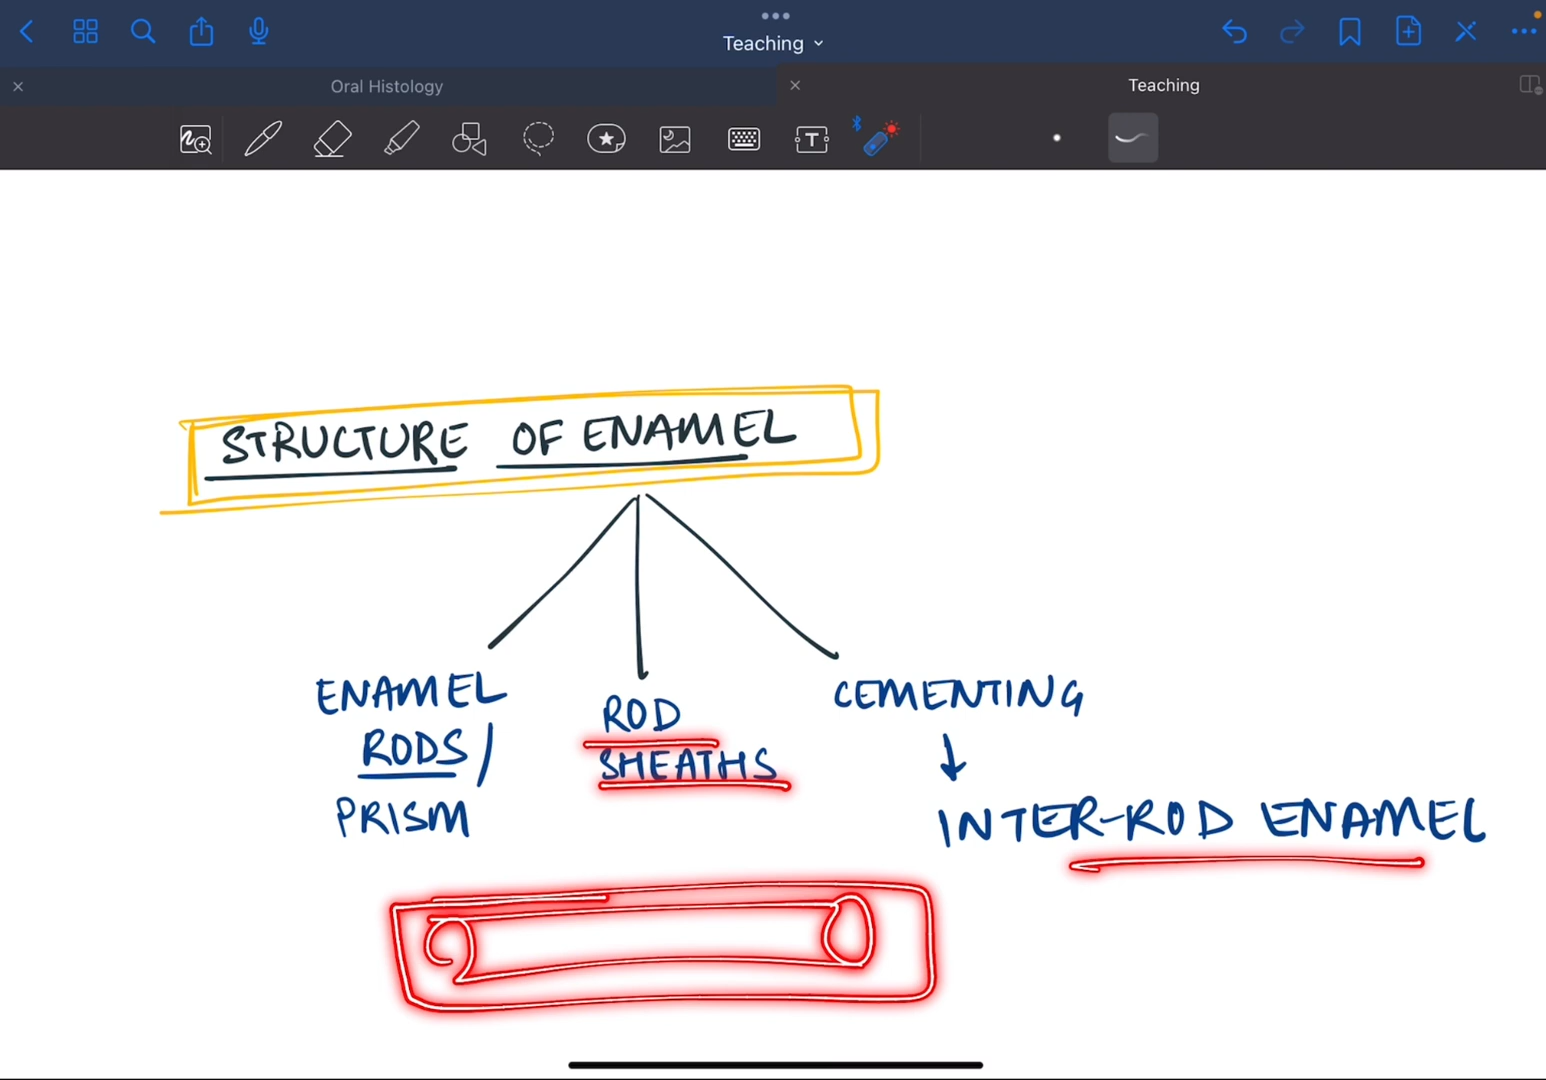 Teaching
Oral Histology
Teaching
T
STRUCTURE OF ENAMEL
ENAMEL
RODS/
PRISM
ROD
SHEATHS
CEMENTING
INTER-ROD ENAMEL